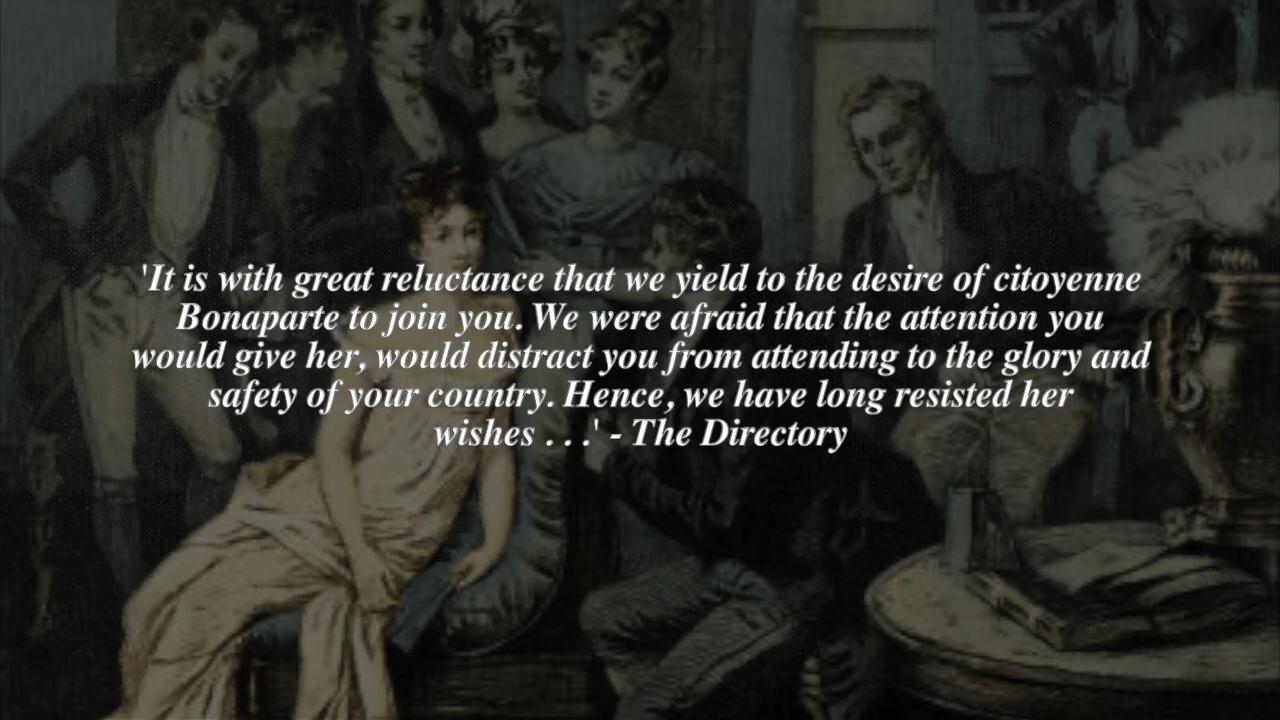 'It is with great reluctance that we yield to the desire of citoyenne
Bonaparte to join you. We were afraid that the attention you
would give her, would distract you from attending to the glory and
safety of your country. Hence, we have long resisted her
wishes . . .' - The Directory